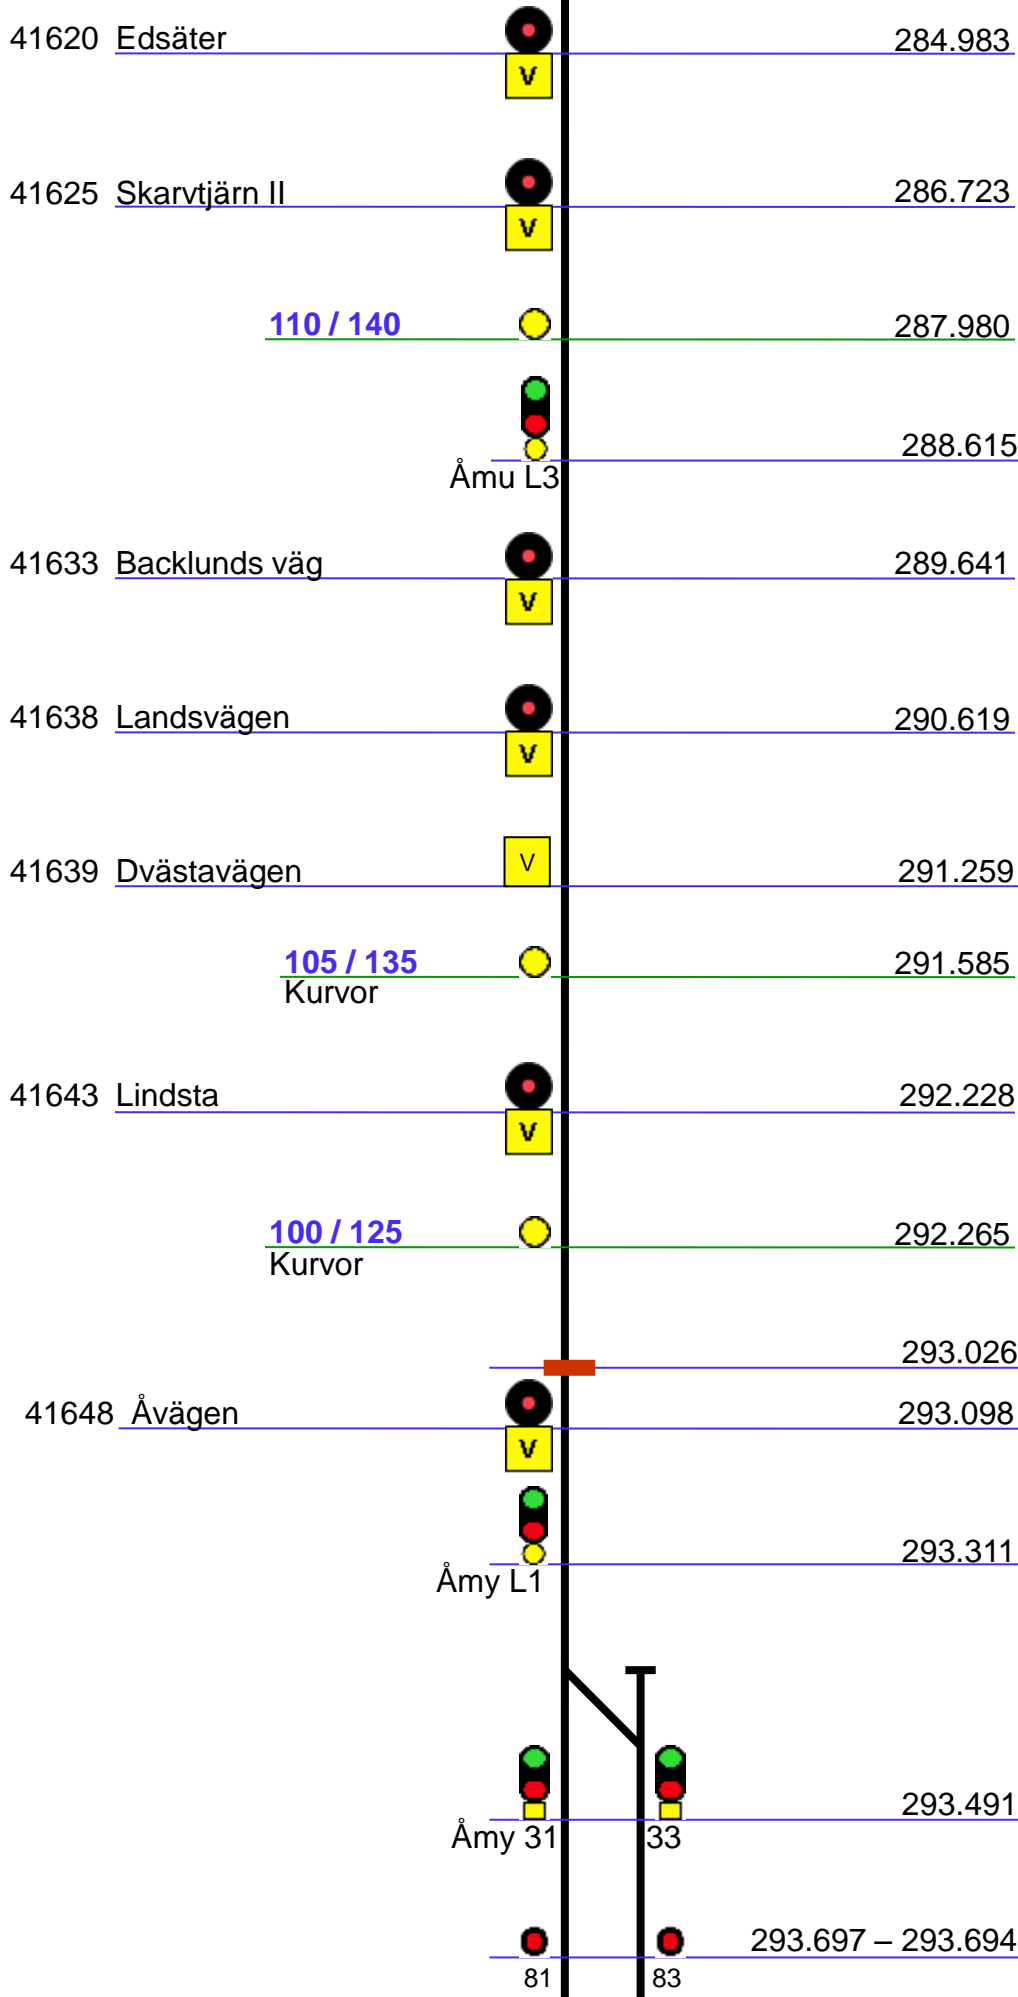 41620 Edsäter 284.983
V
41625 Skarvtjärn II 286.723
V
110 / 140 287.980
288.615
Åmu L3
41633 Backlunds väg 289.641
V
41638 Landsvägen 290.619
V
41639 Dvästavägen V 291.259
105 / 135 291.585
Kurvor
41643 Lindsta 292.228
V
100 / 125 292.265
Kurvor
293.026
41648 Åvägen 293.098
V
293.311
Åmy L1
293.491
Åmy 31 33
293.697 – 293.694
81 83